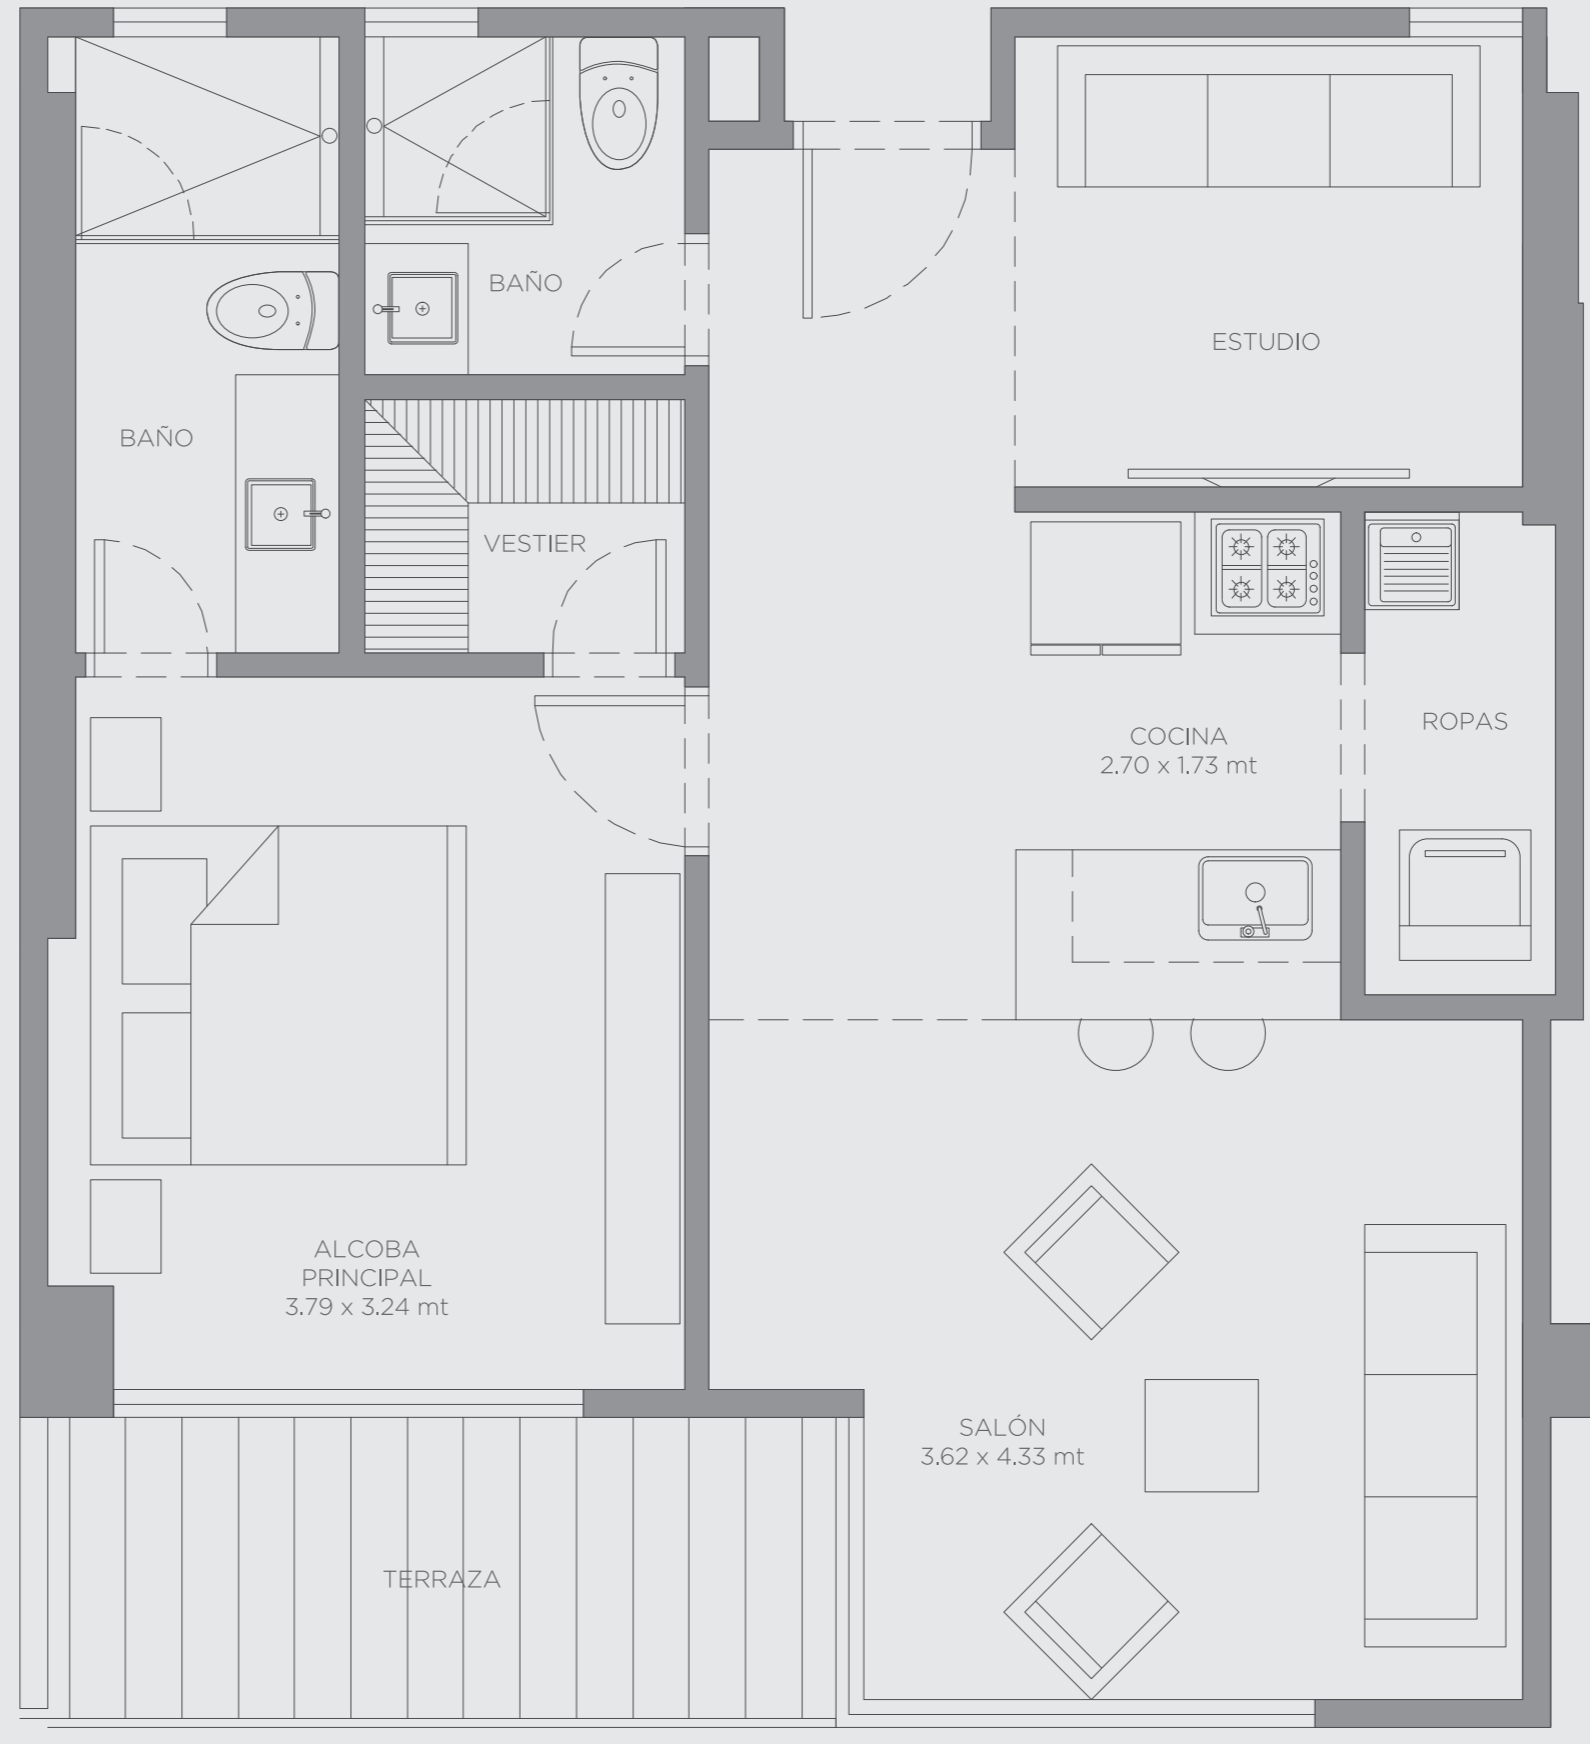 BAÑO
ESTUDIO
BAÑO
VESTIER
ROPAS
COCINA
2.70 x 1.73 mt
ALCOBA
PRINCIPAL
3.79 x 3.24 mt
SALÓN
3.62 x 4.33 mt
TERRAZA